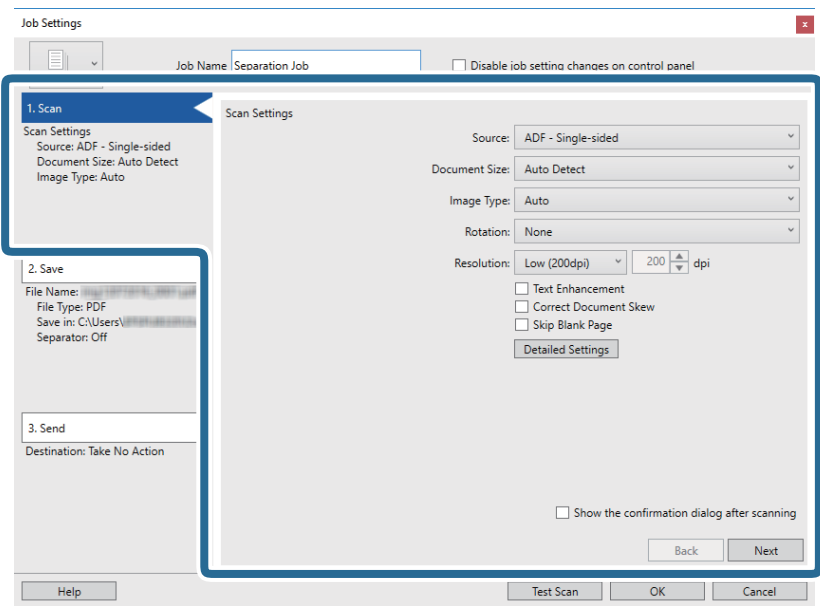 Job Settings
x
Job Name Separation Job
Disable job setting changes on control panel
1. Scan
Scan Settings
Source: ADF - Single-sided
Document Size: Auto Detect
Image Type: Auto
2. Save
File Name:
File Type: PDF
Save in: C:\Users\
Separator: Off
3. Send
Destination: Take No Action
Scan Settings
Source: ADF - Single-sided
Document Size: Auto Detect
Image Type: Auto
Rotation: None
Resolution: Low (200dpi) 200 dpi
Text Enhancement
Correct Document Skew
Skip Blank Page
Detailed Settings
Show the confirmation dialog after scanning
Back Next
Help Test Scan OK Cancel